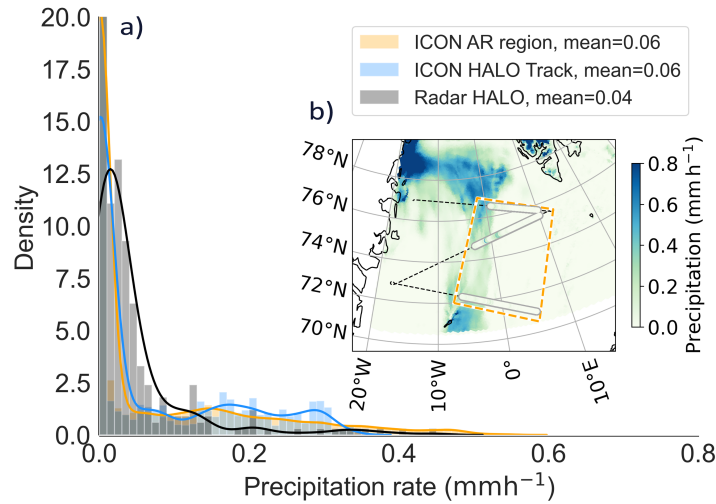 a)
ICON AR region, mean=0.06
ICON HALO Track, mean=0.06
Radar HALO, mean=0.04
b)
20.0
17.5
15.0
12.5
10.0
7.5
5.0
2.5
0.0
Density
0.0
0.2
0.4
0.6
0.8
Precipitation rate (mmh⁻¹)
78°N
76°N
74°N
72°N
70°N
20°W
10°W
0°
10°E
0.8
0.6
0.4
0.2
0.0
Precipitation (mm h⁻¹)